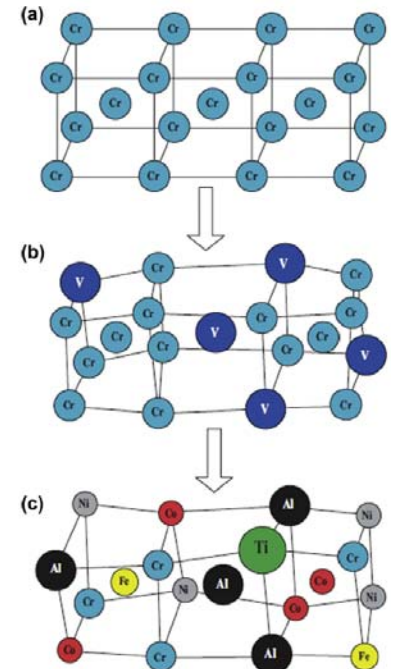 (a)
Cr Cr Cr Cr
Cr Cr Cr Cr
Cr Cr Cr
Cr Cr Cr Cr
Cr Cr Cr Cr
(b)
V Cr V Cr
Cr Cr Cr Cr
Cr V Cr
Cr Cr Cr V
Cr Cr V Cr
(c)
Ni Co Al Ni
Al Cr Ti Cr
Fe Al Co
Cr Ni Co Ni
Co Cr Al Fe